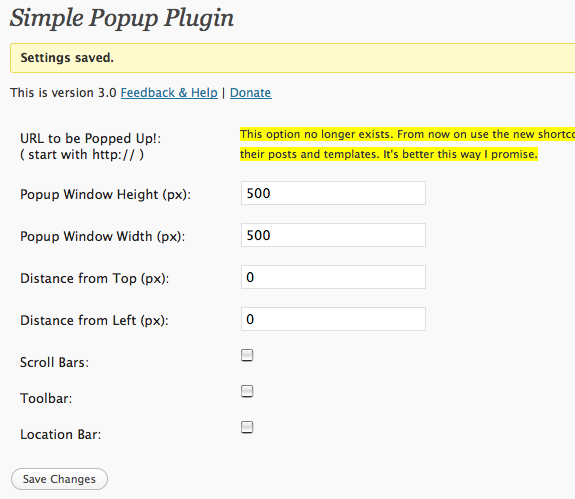 Simple Popup Plugin
Settings saved.
This is version 3.0 Feedback & Help | Donate
URL to be Popped Up!:
( start with http:// )
This option no longer exists. From now on use the new
their posts and templates. It's better this way I promise.
Popup Window Height (px):
500
Popup Window Width (px):
500
Distance from Top (px):
0
Distance from Left (px):
0
Scroll Bars:
Toolbar:
Location Bar:
Save Changes